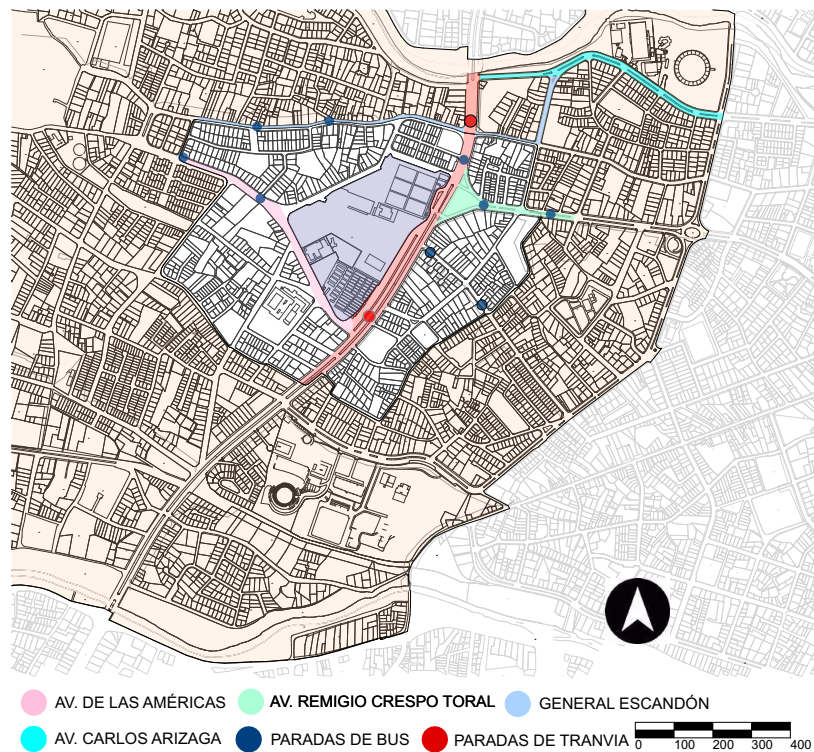 AV. DE LAS AMÉRICAS AV. REMIGIO CRESPO TORAL GENERAL ESCANDÓN
AV. CARLOS ARIZAGA PARADAS DE BUS PARADAS DE TRANVIA
0 100 200 300 400